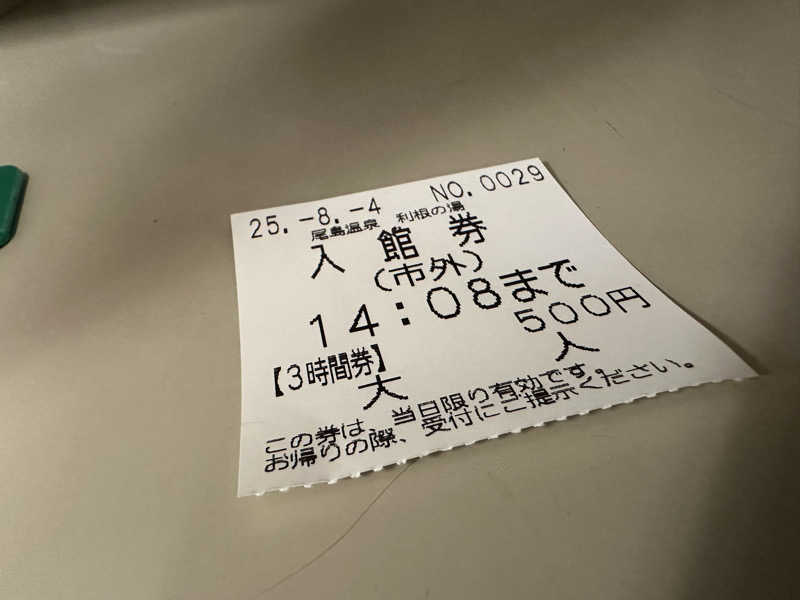 25.-8.-4 NO.0029
尾島温泉 利根の湯
入館券
(市外)
14:08まで
【3時間券】 500円
大人
この券は、当日限り有効です。
お帰りの際、受付にご提示ください。